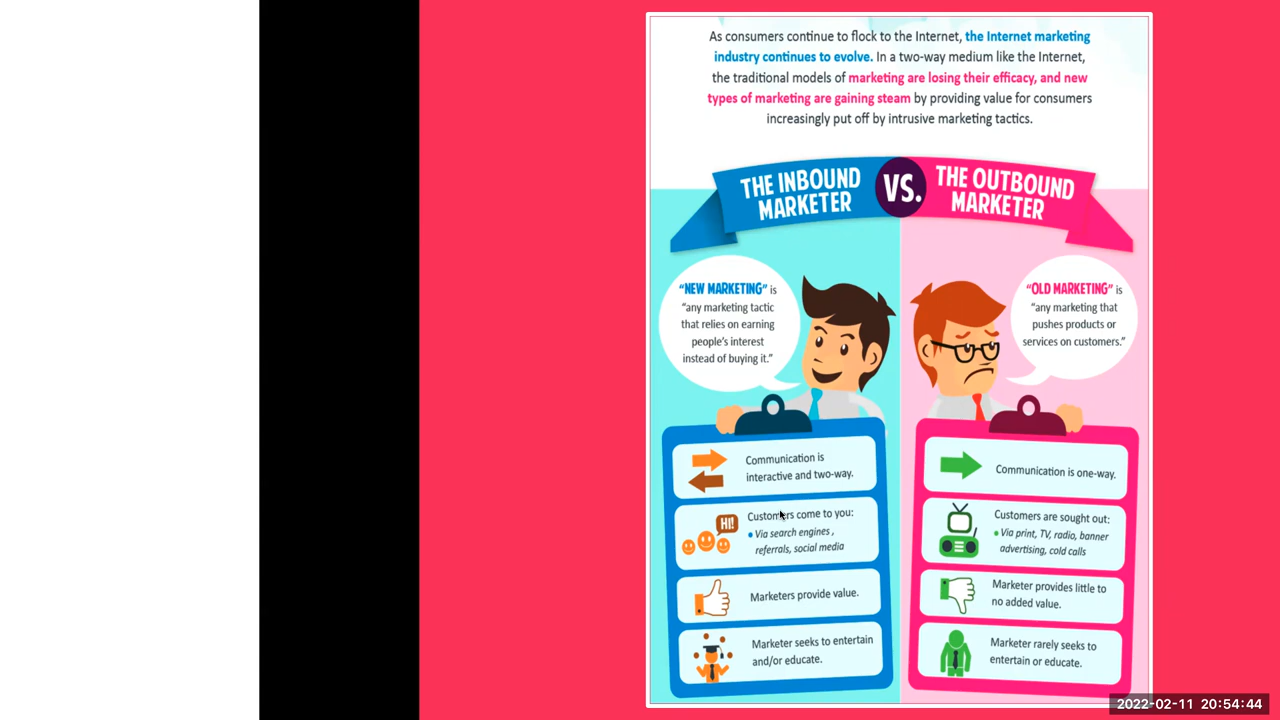 As consumers continue to flock to the Internet, the Internet marketing
industry continues to evolve. In a two-way medium like the Internet,
the traditional models of marketing are losing their efficacy, and new
types of marketing are gaining steam by providing value for consumers
increasingly put off by intrusive marketing tactics.
THE INBOUND
MARKETER
VS.
THE OUTBOUND
MARKETER
"NEW MARKETING" is
"any marketing tactic
that relies on earning
people's interest
instead of buying it."
"OLD MARKETING" is
"any marketing that
pushes products or
services on customers."
Communication is
interactive and two-way.
HI!
Customers come to you:
• Via search engines ,
referrals, social media
Marketers provide value.
Marketer seeks to entertain
and/or educate.
Communication is one-way.
Customers are sought out:
• Via print, TV, radio, banner
advertising, cold calls
Marketer provides little to
no added value.
Marketer rarely seeks to
entertain or educate.
2022-02-11 20:54:44